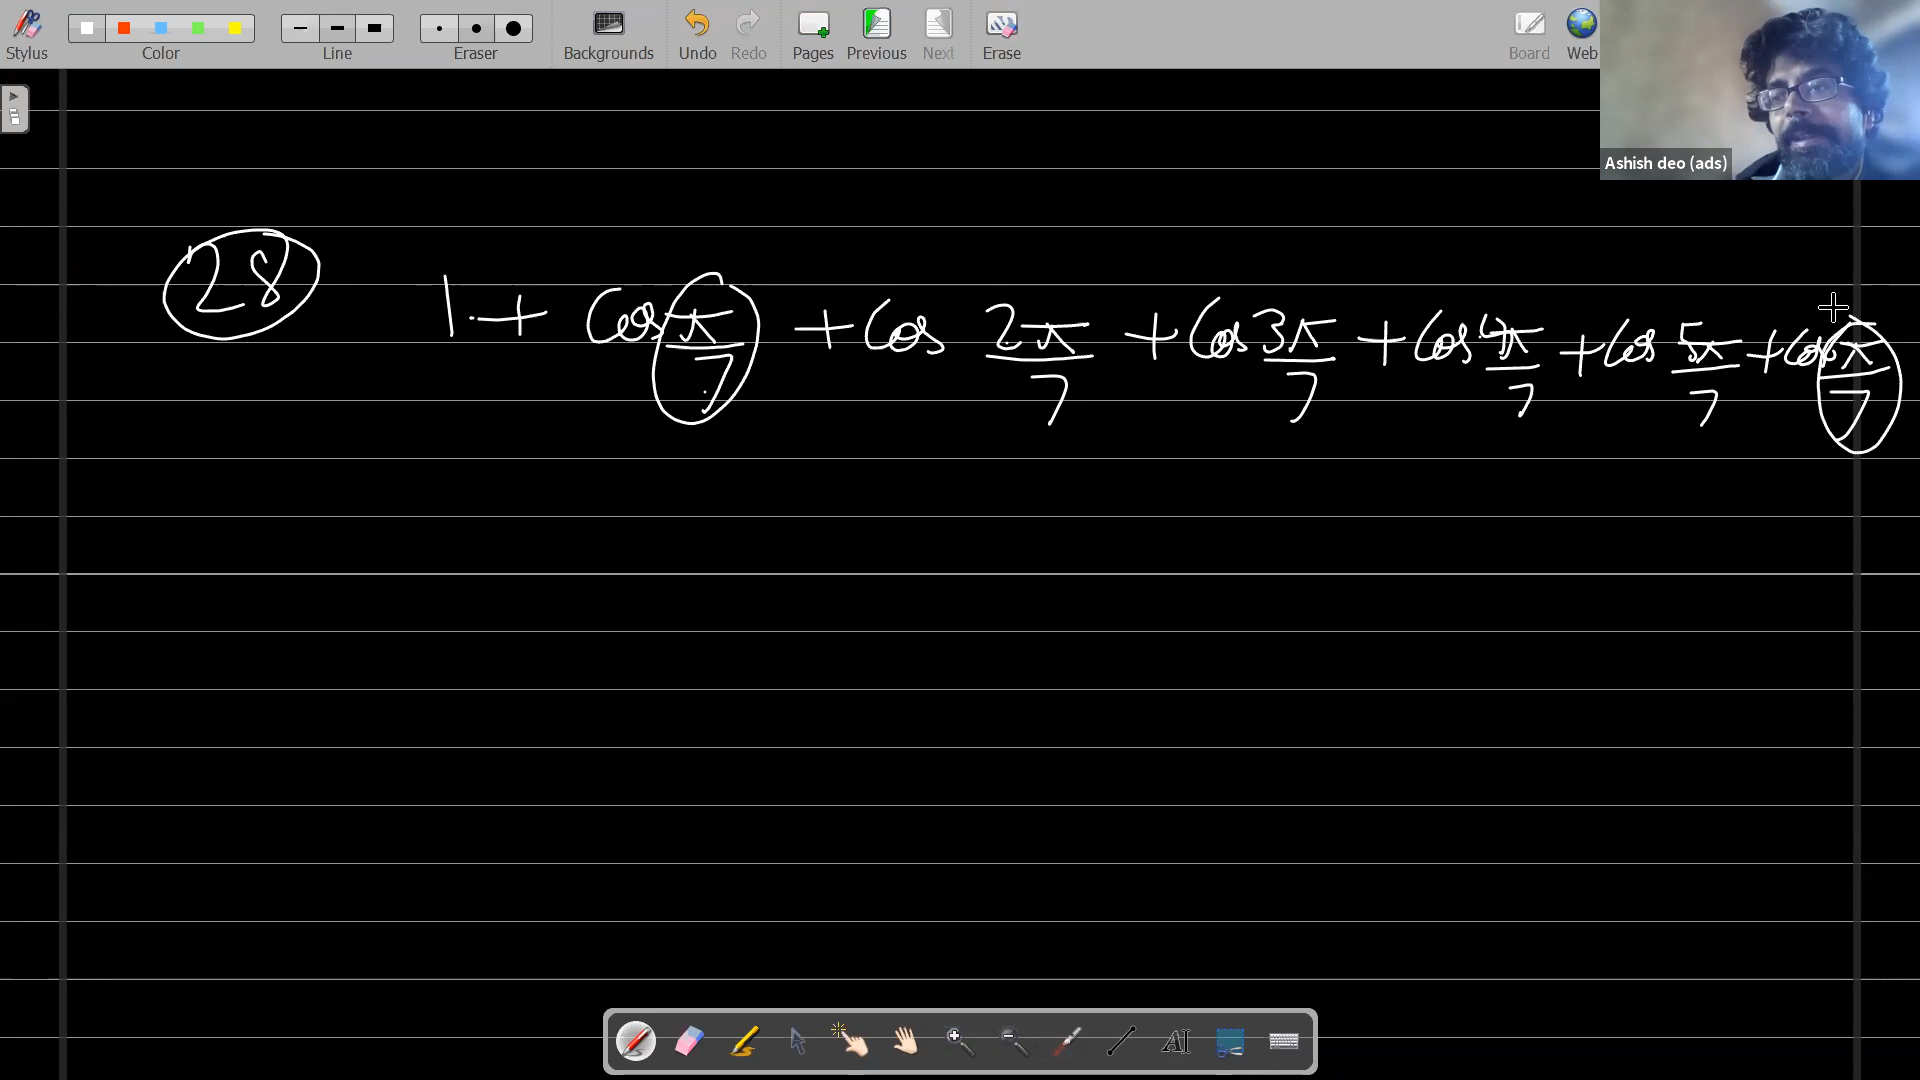 Stylus Color Line Eraser Backgrounds Undo Redo Pages Previous Next Erase Board Web
Ashish deo (ads)
28 1 + Cos π/7 + Cos 2π/7 + Cos 3π/7 + Cos 4π/7 + Cos 5π/7 + Cos 6π/7